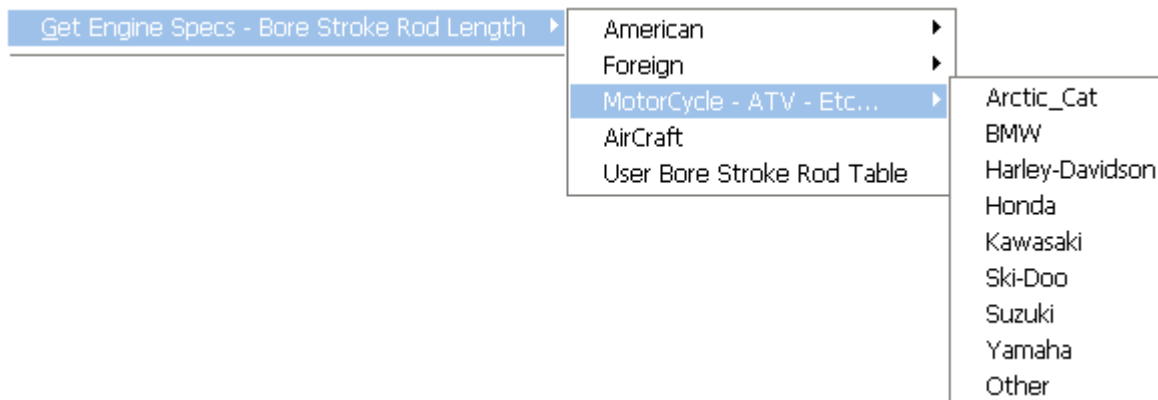 Get Engine Specs - Bore Stroke Rod Length
American
Foreign
MotorCycle - ATV - Etc...
AirCraft
User Bore Stroke Rod Table
Arctic_Cat
BMW
Harley-Davidson
Honda
Kawasaki
Ski-Doo
Suzuki
Yamaha
Other